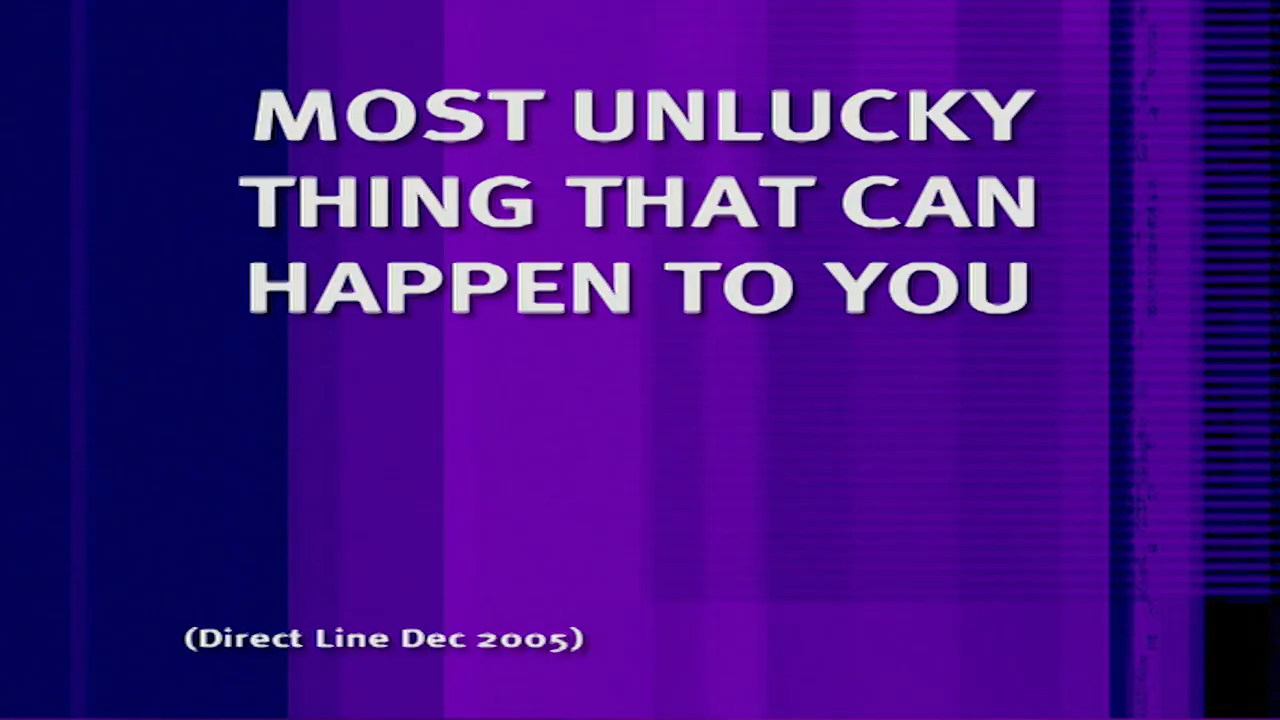 MOST UNLUCKY
THING THAT CAN
HAPPEN TO YOU
(Direct Line Dec 2005)